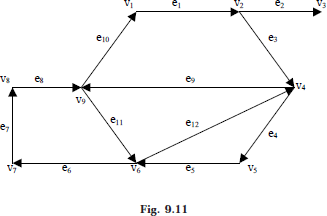 v1 e1 v2 e2 v3
e10 e3
v8 e8 v9 e9 v4
e7 e11 e12 e4
v7 e6 v6 e5 v5
Fig. 9.11